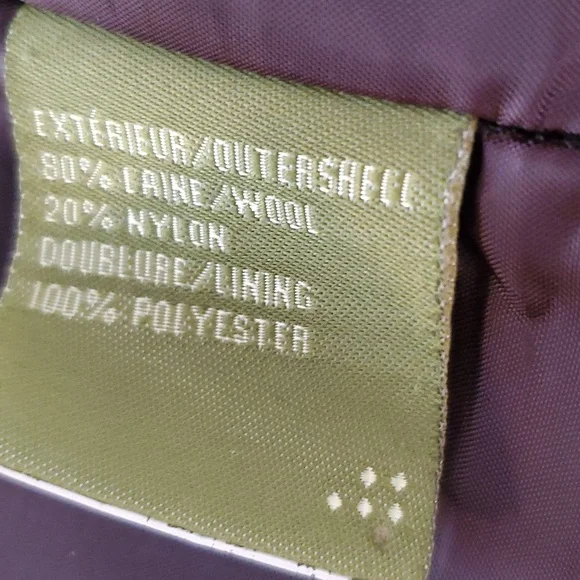 EXTÉRIEUR/OUTERSHELL
80% LAINE/WOOL
20% NYLON
DOUBLURE/LINING
100% POLYESTER